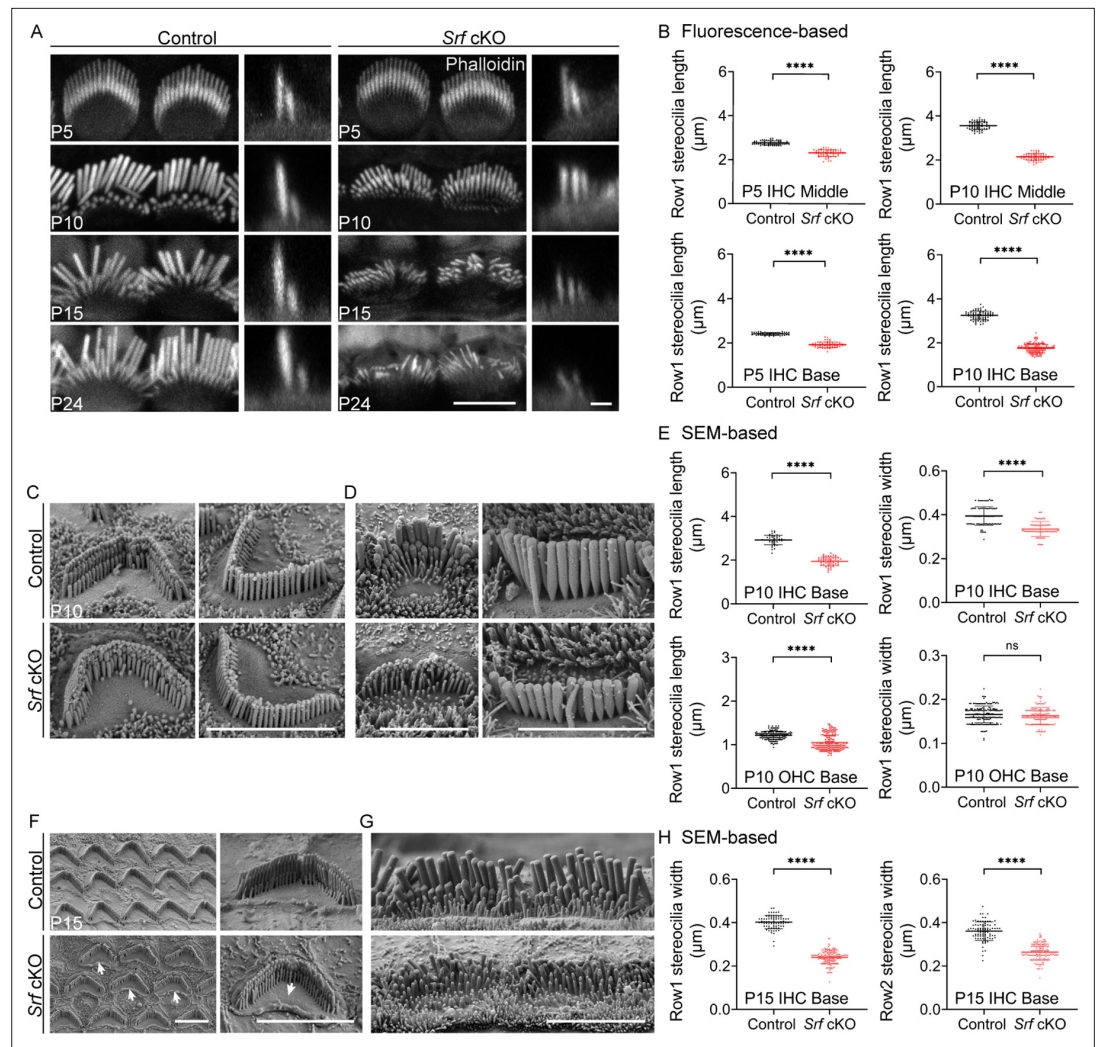 A
Control
Srf cKO
Phalloidin
P5
P5
P10
P10
P15
P15
P24
P24
B Fluorescence-based
Row1 stereocilia length
(μm)
6
4
2
0
****
P5 IHC Middle
Control Srf cKO
Row1 stereocilia length
(μm)
6
4
2
0
****
P10 IHC Middle
Control Srf cKO
Row1 stereocilia length
(μm)
6
4
2
0
****
P5 IHC Base
Control Srf cKO
Row1 stereocilia length
(μm)
6
4
2
0
****
P10 IHC Base
Control Srf cKO
C
D
Control
P10
Srf cKO
E SEM-based
Row1 stereocilia length
(μm)
6
4
2
0
****
P10 IHC Base
Control Srf cKO
Row1 stereocilia width
(μm)
0.6
0.4
0.2
0.0
****
P10 IHC Base
Control Srf cKO
Row1 stereocilia length
(μm)
3
2
1
0
****
P10 OHC Base
Control Srf cKO
Row1 stereocilia width
(μm)
0.3
0.2
0.1
0.0
ns
P10 OHC Base
Control Srf cKO
F
G
Control
P15
Srf cKO
H SEM-based
Row1 stereocilia width
(μm)
0.6
0.4
0.2
0.0
****
P15 IHC Base
Control Srf cKO
Row2 stereocilia width
(μm)
0.6
0.4
0.2
0.0
****
P15 IHC Base
Control Srf cKO